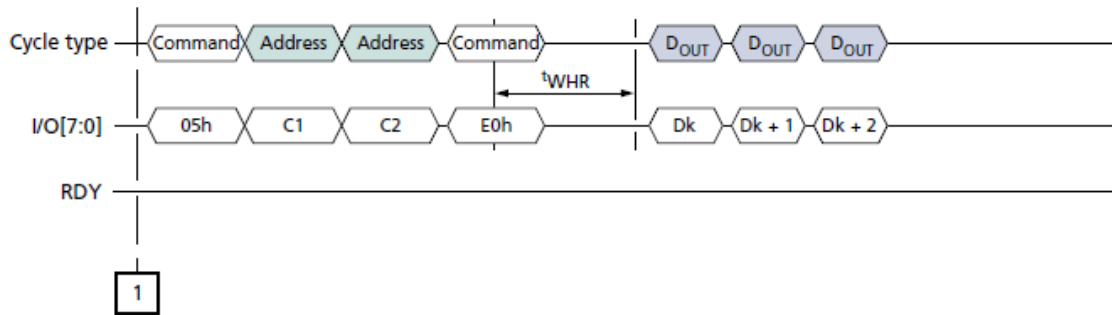 Cycle type Command Address Address Command DOUT DOUT DOUT
tWHR
I/O[7:0] 05h C1 C2 E0h Dk Dk + 1 Dk + 2
RDY
1